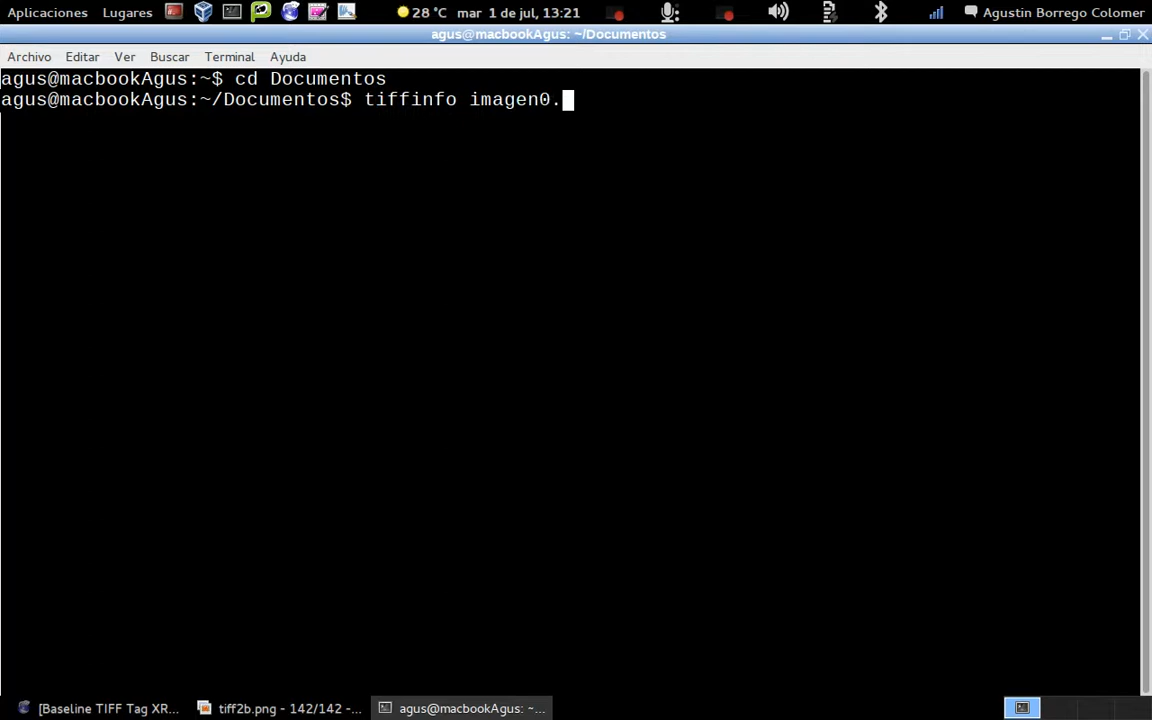 Aplicaciones Lugares 28 °C mar 1 de jul, 13:21 Agustin Borrego Colomer
agus@macbookAgus: ~/Documentos
Archivo Editar Ver Buscar Terminal Ayuda
agus@macbookAgus:~$ cd Documentos
agus@macbookAgus:~/Documentos$ tiffinfo imagen0.
[Baseline TIFF Tag XR... tiff2b.png - 142/142 -... agus@macbookAgus: ~...